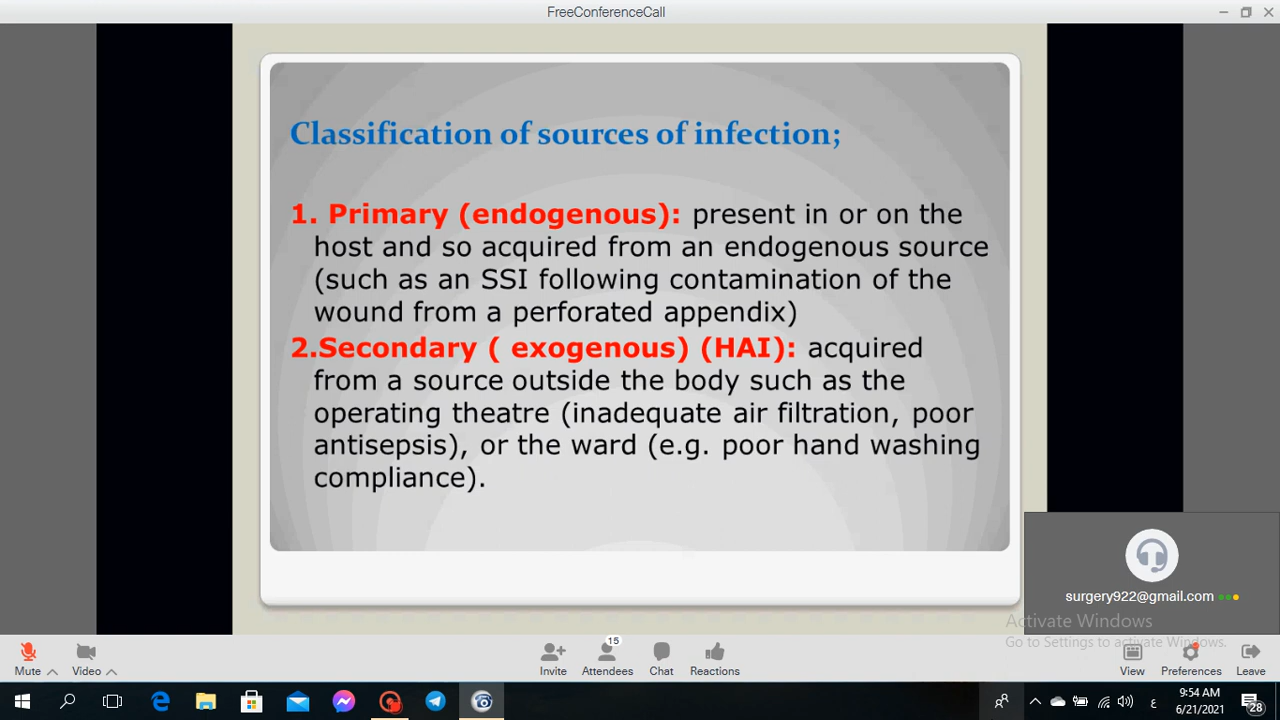 FreeConferenceCall
Classification of sources of infection;
1. Primary (endogenous): present in or on the
host and so acquired from an endogenous source
(such as an SSI following contamination of the
wound from a perforated appendix)
2.Secondary ( exogenous) (HAI): acquired
from a source outside the body such as the
operating theatre (inadequate air filtration, poor
antisepsis), or the ward (e.g. poor hand washing
compliance).
surgery922@gmail.com
Activate Windows
Go to Settings to activate Windows.
15
Mute
Video
Invite
Attendees
Chat
Reactions
View
Preferences
Leave
ع
9:54 AM
6/21/2021
28